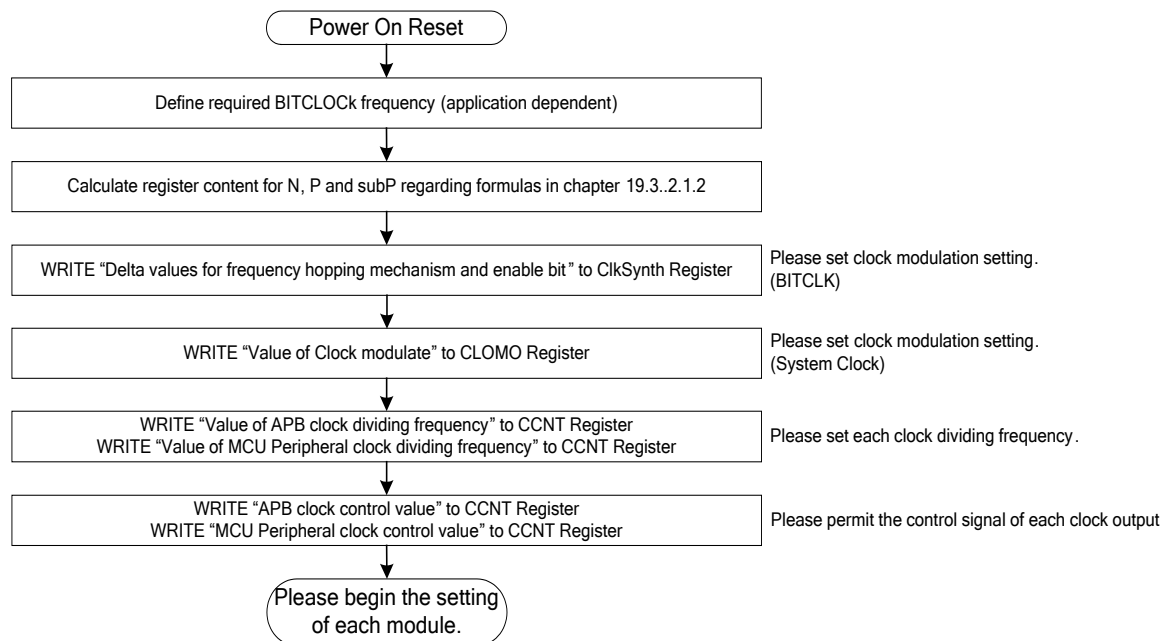 Power On Reset
Define required BITCLOCk frequency (application dependent)
Calculate register content for N, P and subP regarding formulas in chapter 19.3..2.1.2
WRITE “Delta values for frequency hopping mechanism and enable bit” to ClkSynth Register
Please set clock modulation setting.
(BITCLK)
WRITE “Value of Clock modulate” to CLOMO Register
Please set clock modulation setting.
(System Clock)
WRITE “Value of APB clock dividing frequency” to CCNT Register
WRITE “Value of MCU Peripheral clock dividing frequency” to CCNT Register
Please set each clock dividing frequency.
WRITE “APB clock control value” to CCNT Register
WRITE “MCU Peripheral clock control value” to CCNT Register
Please permit the control signal of each clock output
Please begin the setting
of each module.